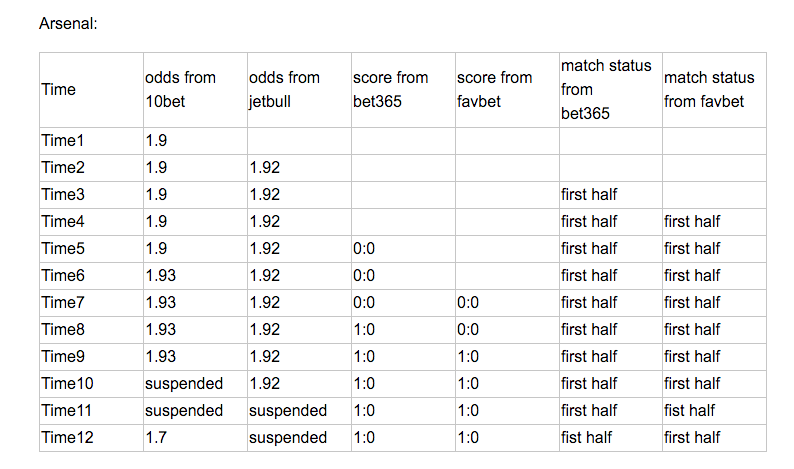 Arsenal:
Time odds from 10bet odds from jetbull score from bet365 score from favbet match status from bet365 match status from favbet
Time1 1.9
Time2 1.9 1.92
Time3 1.9 1.92 first half
Time4 1.9 1.92 first half first half
Time5 1.9 1.92 0:0 first half first half
Time6 1.93 1.92 0:0 first half first half
Time7 1.93 1.92 0:0 0:0 first half first half
Time8 1.93 1.92 1:0 0:0 first half first half
Time9 1.93 1.92 1:0 1:0 first half first half
Time10 suspended 1.92 1:0 1:0 first half first half
Time11 suspended suspended 1:0 1:0 first half fist half
Time12 1.7 suspended 1:0 1:0 fist half first half